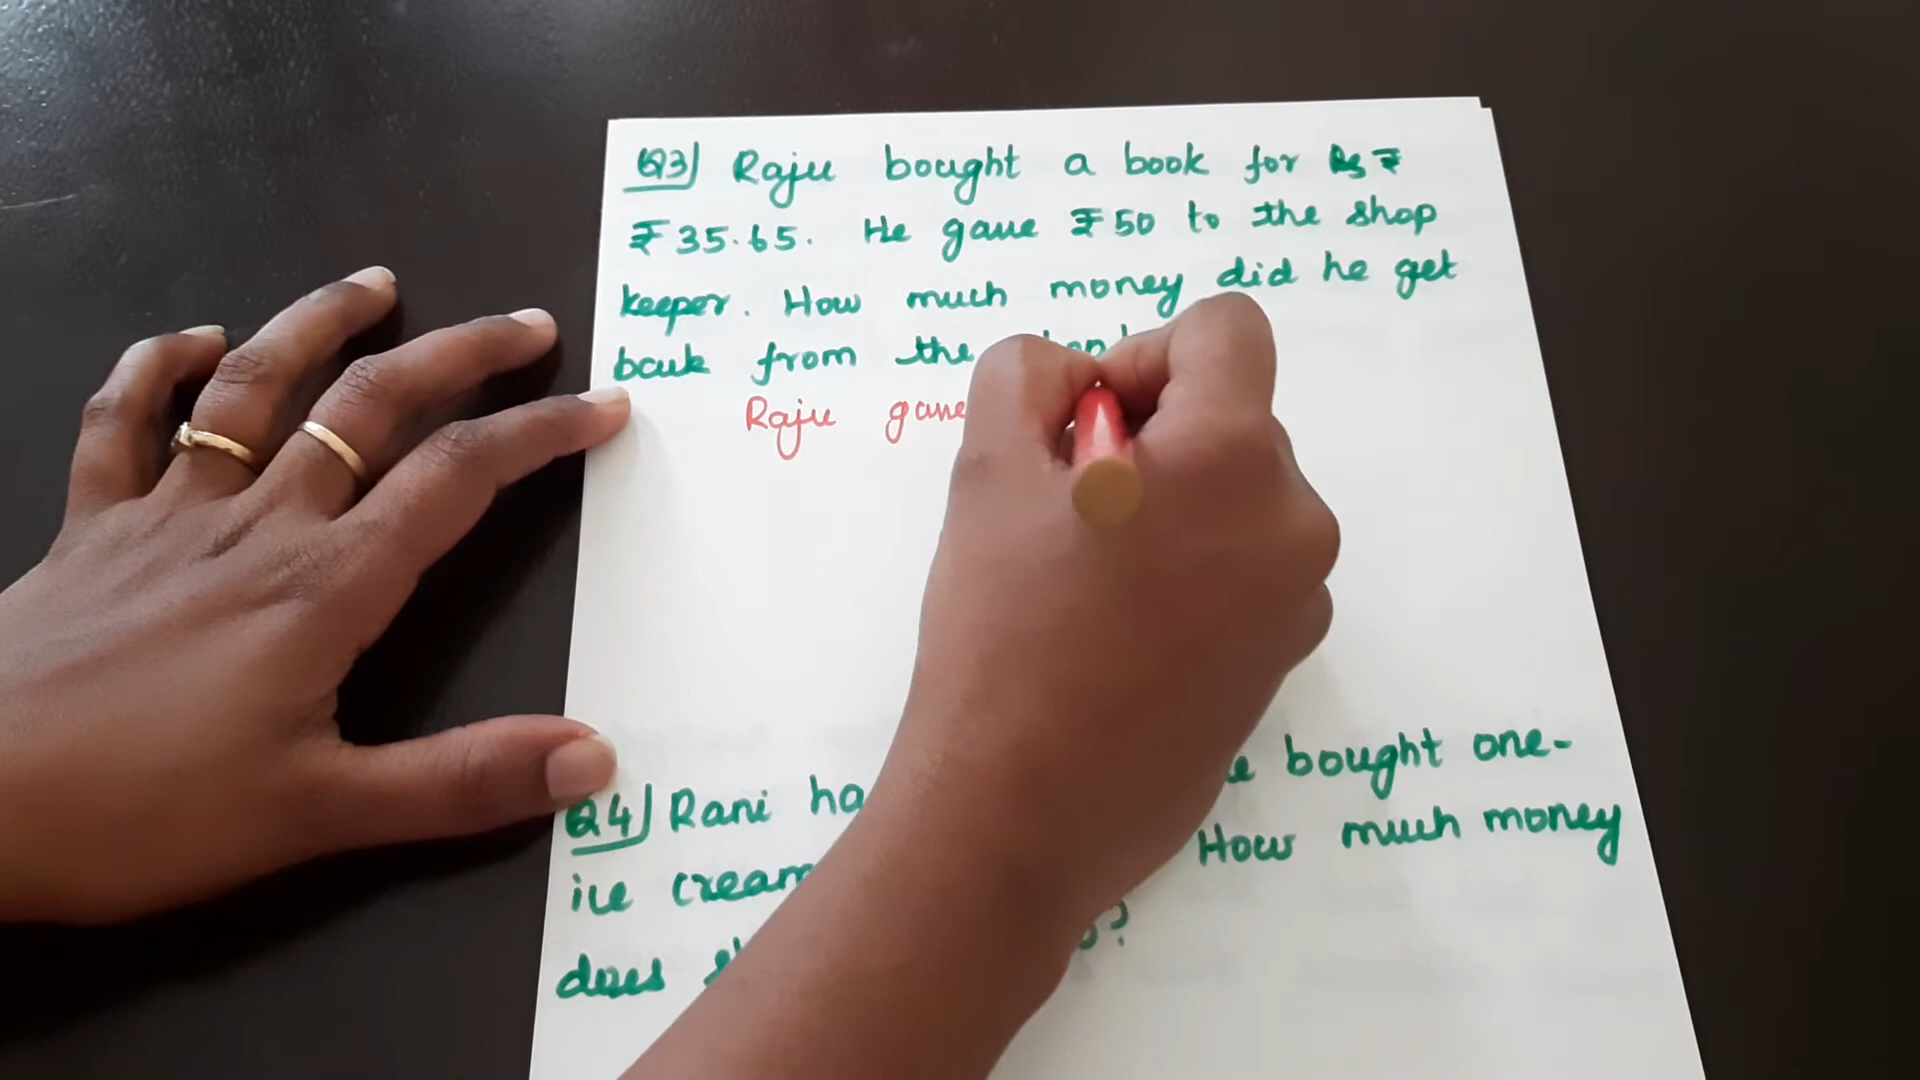 Q3) Raju bought a book for Rs ₹
₹35.65. He gave ₹50 to the shop
keeper. How much money did he get
back from the
Raju gave
Q4) Rani ha e bought one-
ice cream How much money
does ?